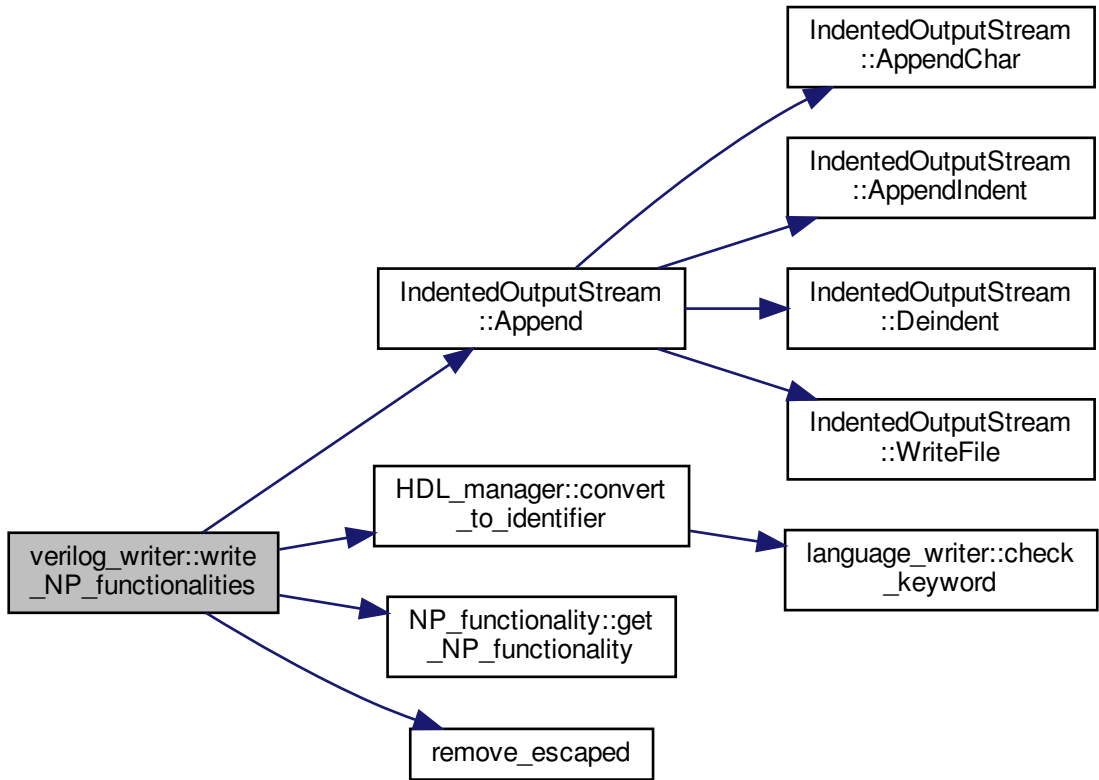 IndentedOutputStream
::AppendChar
IndentedOutputStream
::AppendIndent
IndentedOutputStream
::Append
IndentedOutputStream
::Deindent
IndentedOutputStream
::WriteFile
HDL_manager::convert
_to_identifier
verilog_writer::write
_NP_functionalities
language_writer::check
_keyword
NP_functionality::get
_NP_functionality
remove_escaped